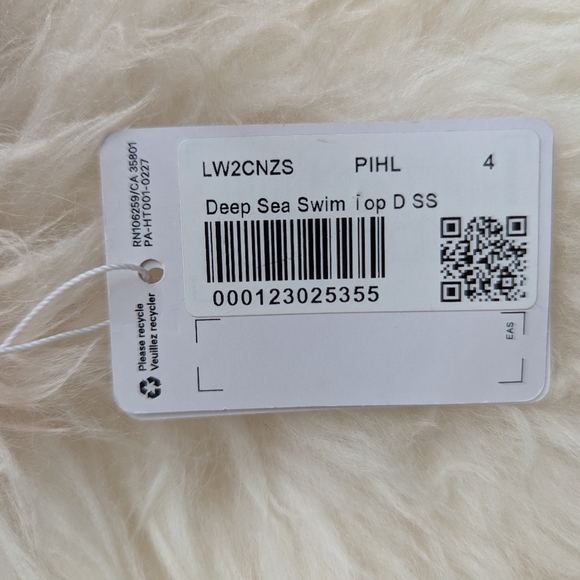 LW2CNZS PIHL 4
Deep Sea Swim Top D SS
000123025355
RN106259/CA 35801
PA-HT001-0227
Please recycle
Veuillez recycler
EAS